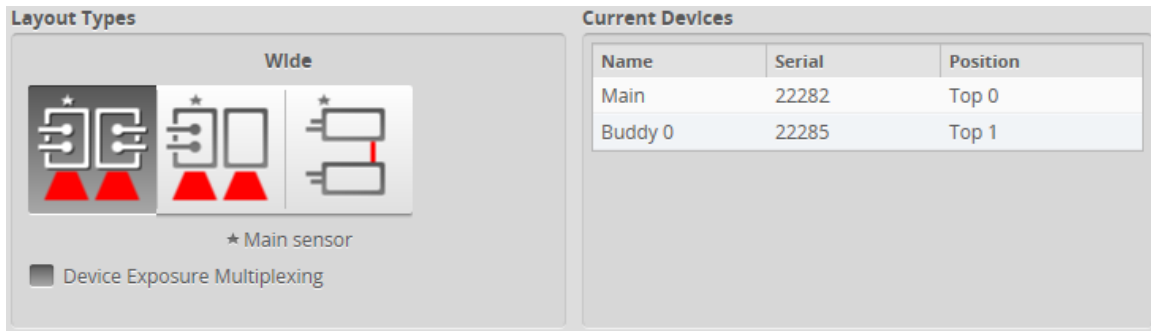 Layout Types
WIde
★ Main sensor
Device Exposure Multiplexing
Current Devices
Name Serial Position
Main 22282 Top 0
Buddy 0 22285 Top 1